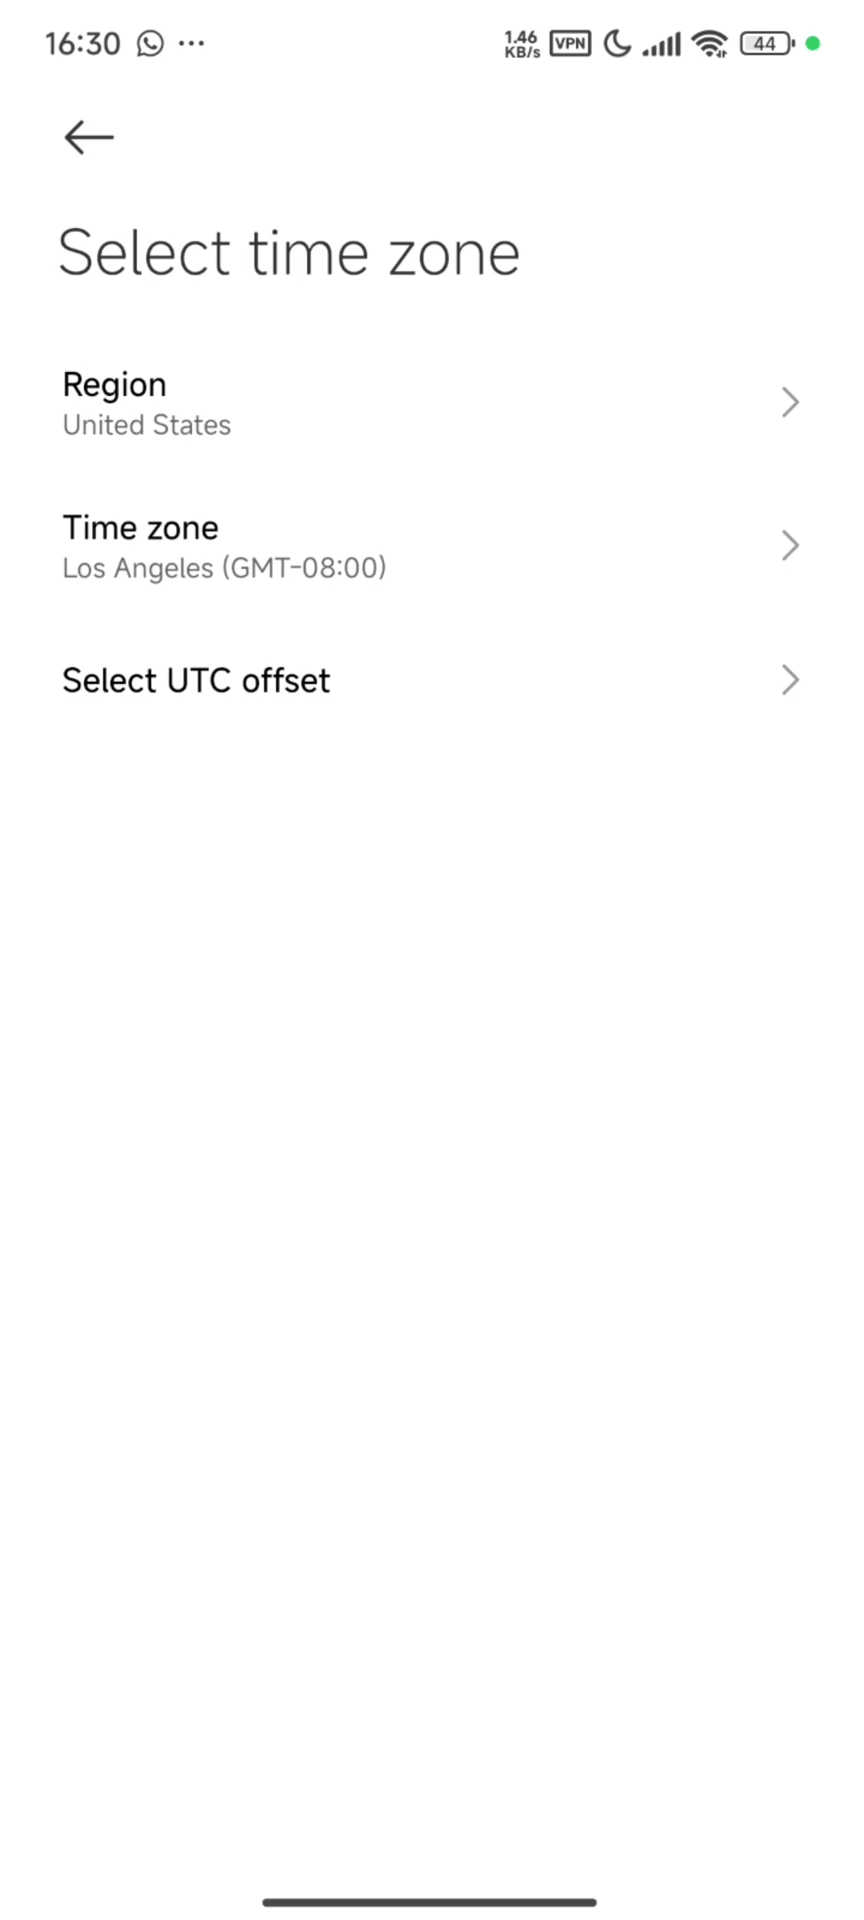 16:30 ... 1.46 KB/s VPN 44
Select time zone
Region
United States
Time zone
Los Angeles (GMT-08:00)
Select UTC offset